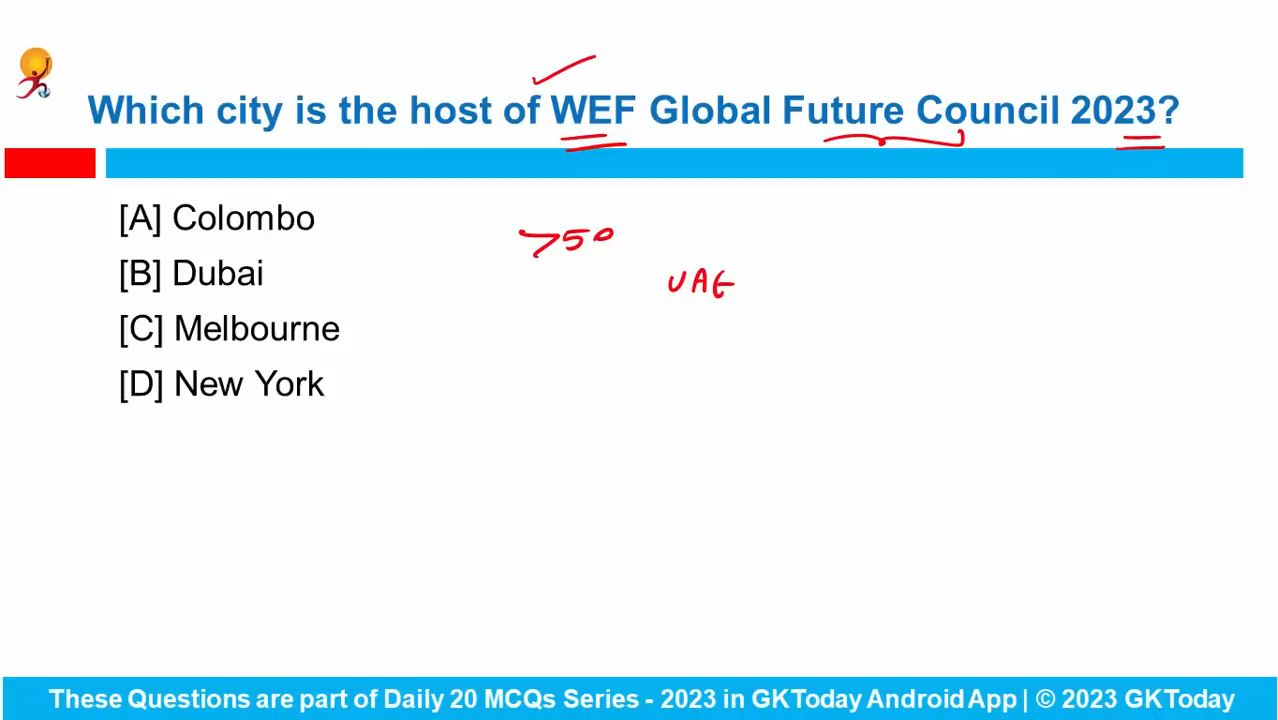 Which city is the host of WEF Global Future Council 2023?
[A] Colombo
>50
[B] Dubai
UAE
[C] Melbourne
[D] New York
These Questions are part of Daily 20 MCQs Series - 2023 in GKToday Android App | © 2023 GKToday